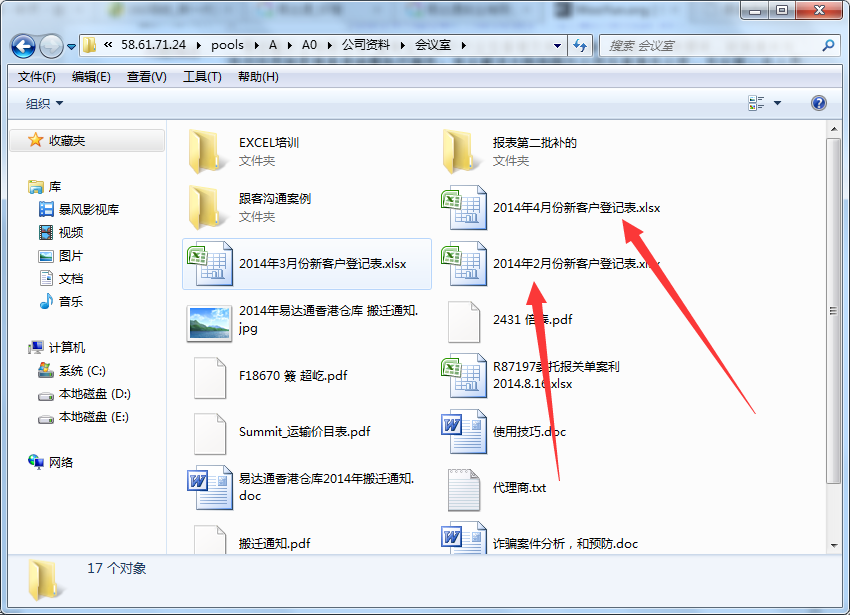 « 58.61.71.24 ▸ pools ▸ A ▸ A0 ▸ 公司资料 ▸ 会议室 ▸
搜索 会议室
文件(F) 编辑(E) 查看(V) 工具(T) 帮助(H)
组织
收藏夹
库
暴风影视库
视频
图片
文档
音乐
计算机
系统 (C:)
本地磁盘 (D:)
本地磁盘 (E:)
网络
EXCEL培训
文件夹
报表第二批补的
文件夹
跟客沟通案例
文件夹
2014年4月份新客户登记表.xlsx
2014年3月份新客户登记表.xlsx
2014年2月份新客户登记表.xlsx
2014年易达通香港仓库 搬迁通知.
jpg
2431 倍.pdf
F18670 簽 超屹.pdf
R87197委托报关单案利
2014.8.16.xlsx
Summit_运输价目表.pdf
使用技巧.doc
易达通香港仓库2014年搬迁通知.
doc
代理商.txt
搬迁通知.pdf
诈骗案件分析，和预防.doc
17 个对象